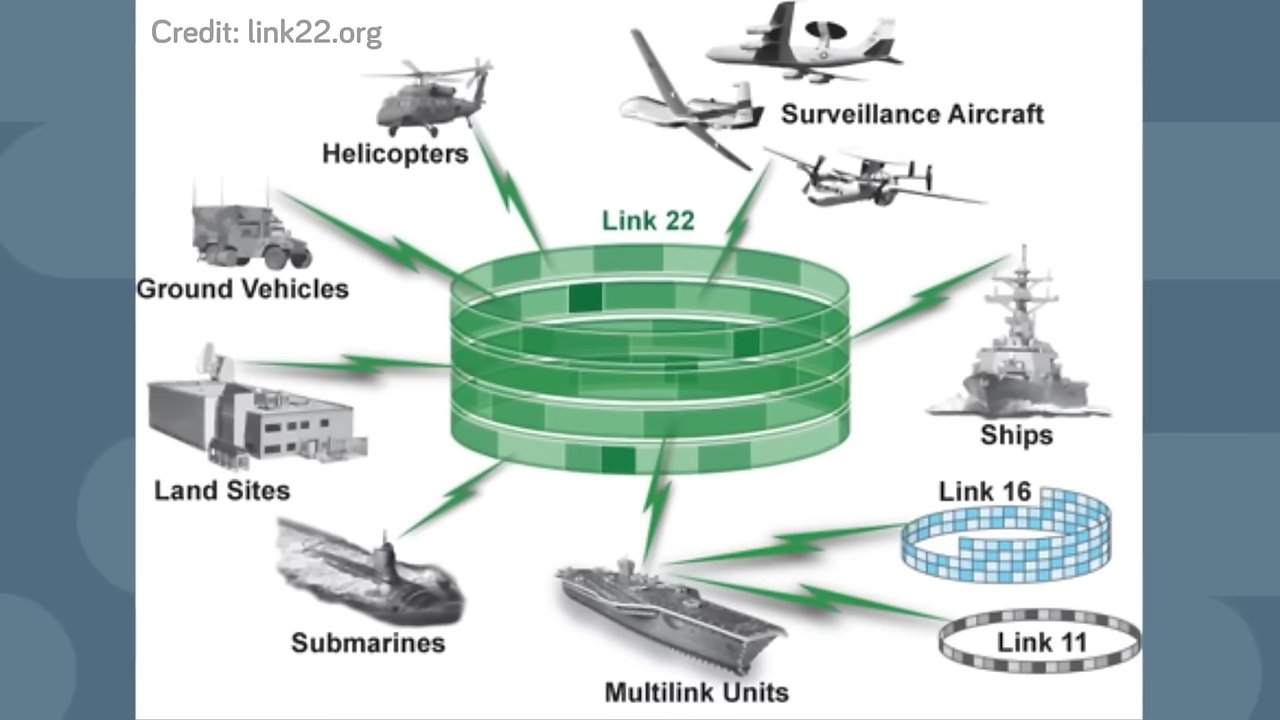 Credit: link22.org
Helicopters
Surveillance Aircraft
Link 22
Ground Vehicles
Land Sites
Ships
Link 16
Submarines
Link 11
Multilink Units